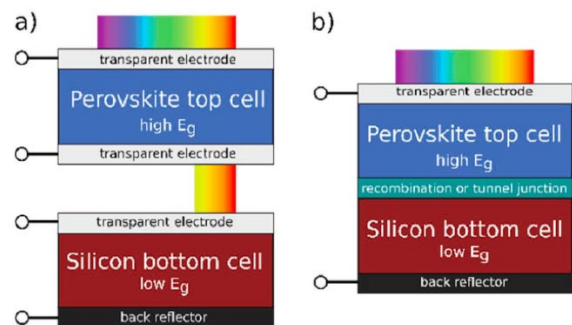 a)
transparent electrode
Perovskite top cell
high Eg
transparent electrode
transparent electrode
Silicon bottom cell
low Eg
back reflector
b)
transparent electrode
Perovskite top cell
high Eg
recombination or tunnel junction
Silicon bottom cell
low Eg
back reflector